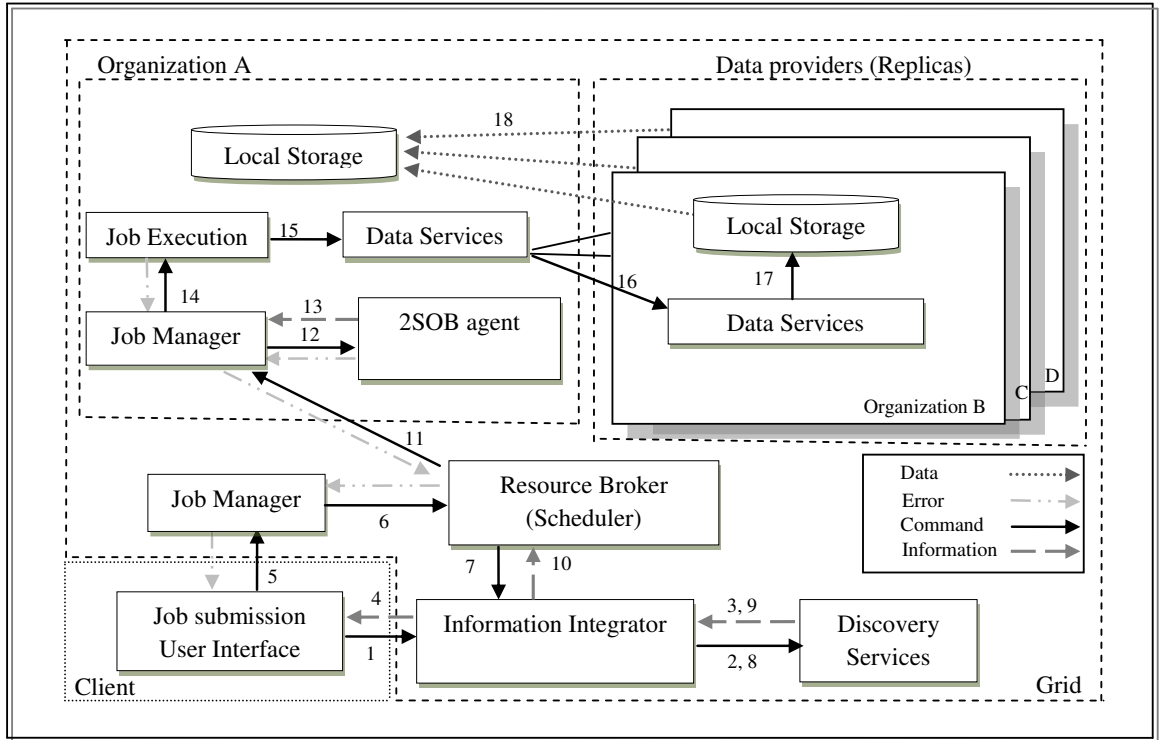 Organization A
Data providers (Replicas)
18
Local Storage
Local Storage
Job Execution
15
Data Services
16
17
14
13
2SOB agent
Data Services
Job Manager
12
D
C
Organization B
11
Job Manager
Resource Broker
(Scheduler)
6
Data
Error
Command
Information
7
10
5
4
3, 9
Job submission
User Interface
Information Integrator
Discovery
Services
1
2, 8
Client
Grid